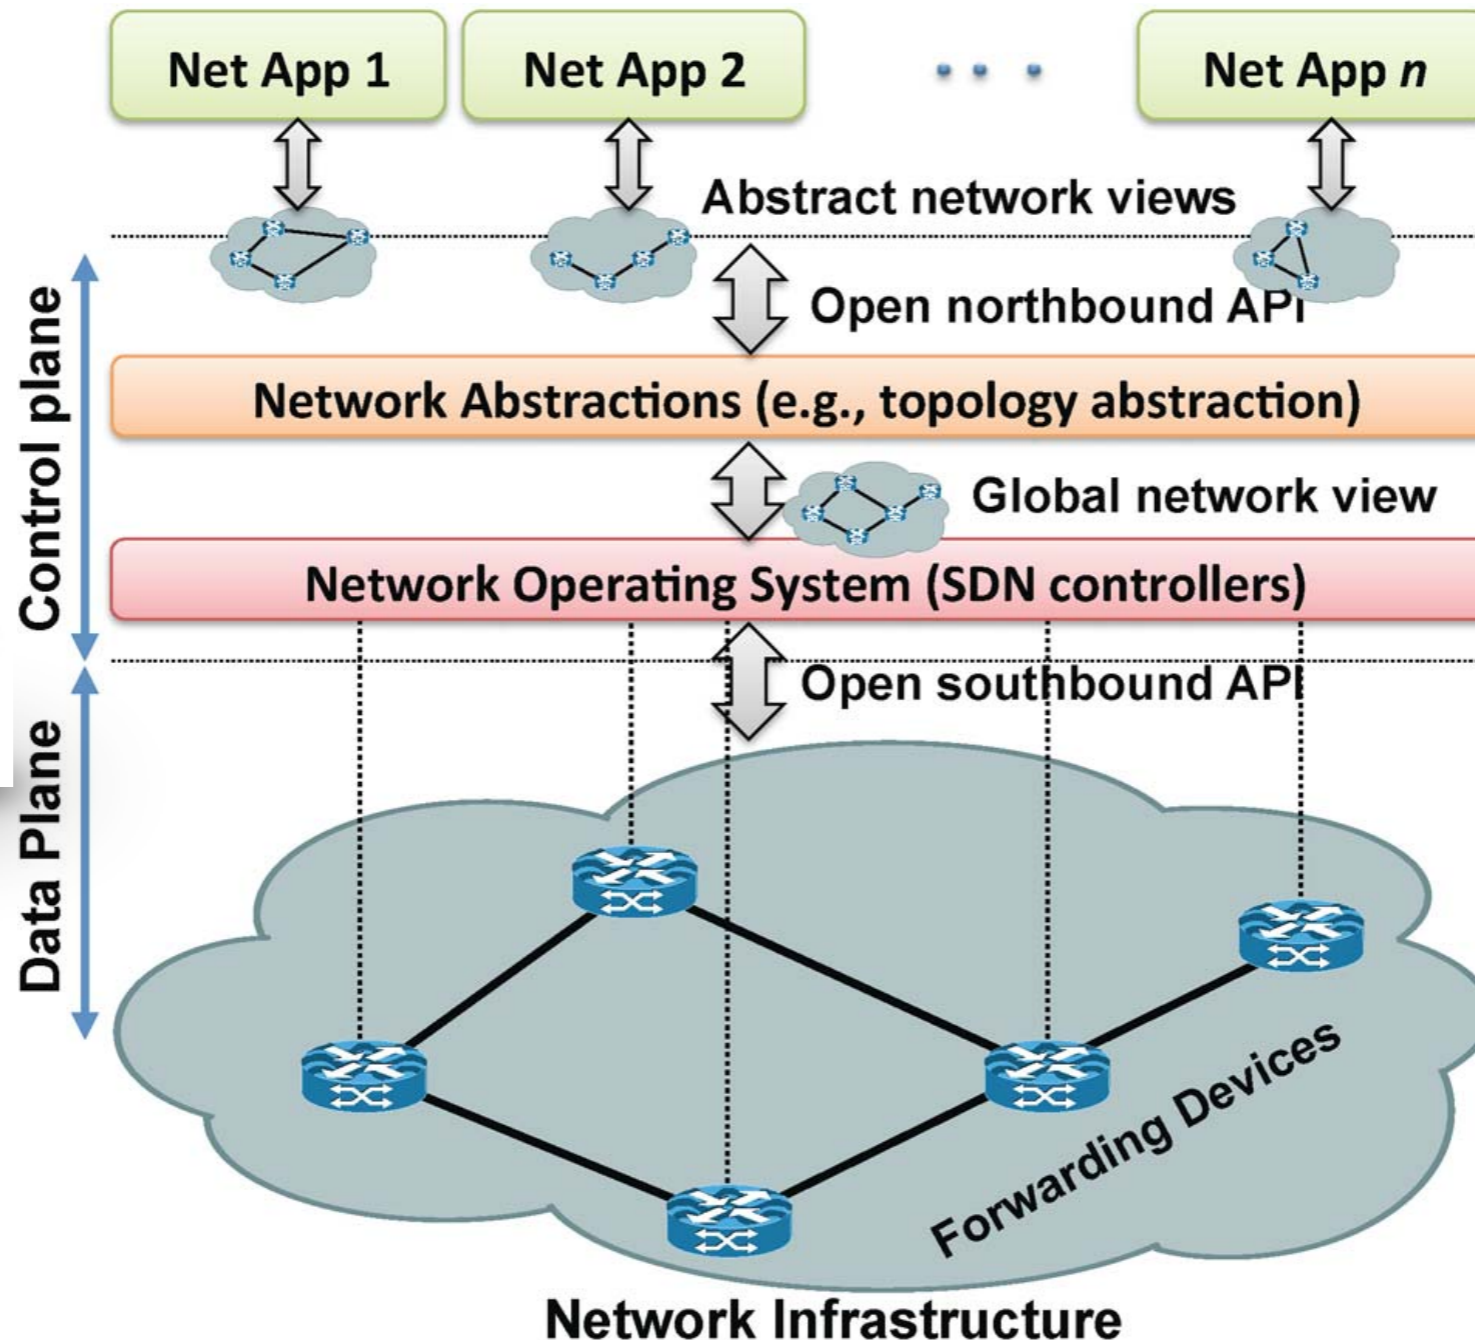 Net App 1
Net App 2
Net App n
Abstract network views
Open northbound API
Network Abstractions (e.g., topology abstraction)
Global network view
Network Operating System (SDN controllers)
Open southbound API
Control plane
Data Plane
Forwarding Devices
Network Infrastructure